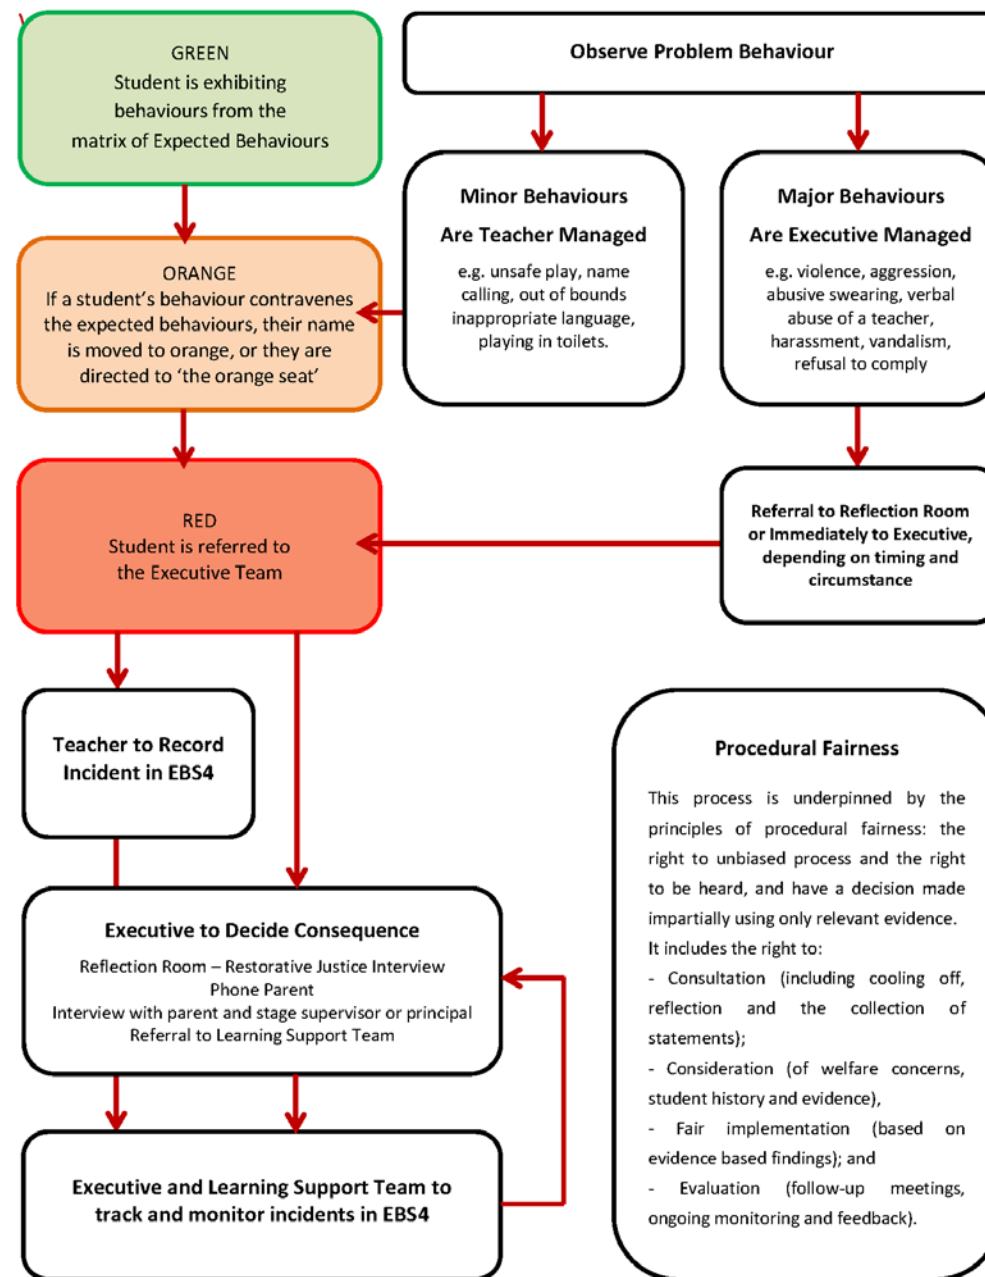 GREEN
Student is exhibiting
behaviours from the
matrix of Expected Behaviours
Observe Problem Behaviour
Minor Behaviours
Are Teacher Managed
e.g. unsafe play, name
calling, out of bounds
inappropriate language,
playing in toilets.
Major Behaviours
Are Executive Managed
e.g. violence, aggression,
abusive swearing, verbal
abuse of a teacher,
harassment, vandalism,
refusal to comply
ORANGE
If a student's behaviour contravenes
the expected behaviours, their name
is moved to orange, or they are
directed to ‘the orange seat’
RED
Student is referred to
the Executive Team
Referral to Reflection Room
or Immediately to Executive,
depending on timing and
circumstance
Teacher to Record
Incident in EBS4
Executive to Decide Consequence
Reflection Room – Restorative Justice Interview
Phone Parent
Interview with parent and stage supervisor or principal
Referral to Learning Support Team
Executive and Learning Support Team to
track and monitor incidents in EBS4
Procedural Fairness
This process is underpinned by the
principles of procedural fairness: the
right to unbiased process and the right
to be heard, and have a decision made
impartially using only relevant evidence.
It includes the right to:
- Consultation (including cooling off,
reflection and the collection of
statements);
- Consideration (of welfare concerns,
student history and evidence),
- Fair implementation (based on
evidence based findings); and
- Evaluation (follow-up meetings,
ongoing monitoring and feedback).